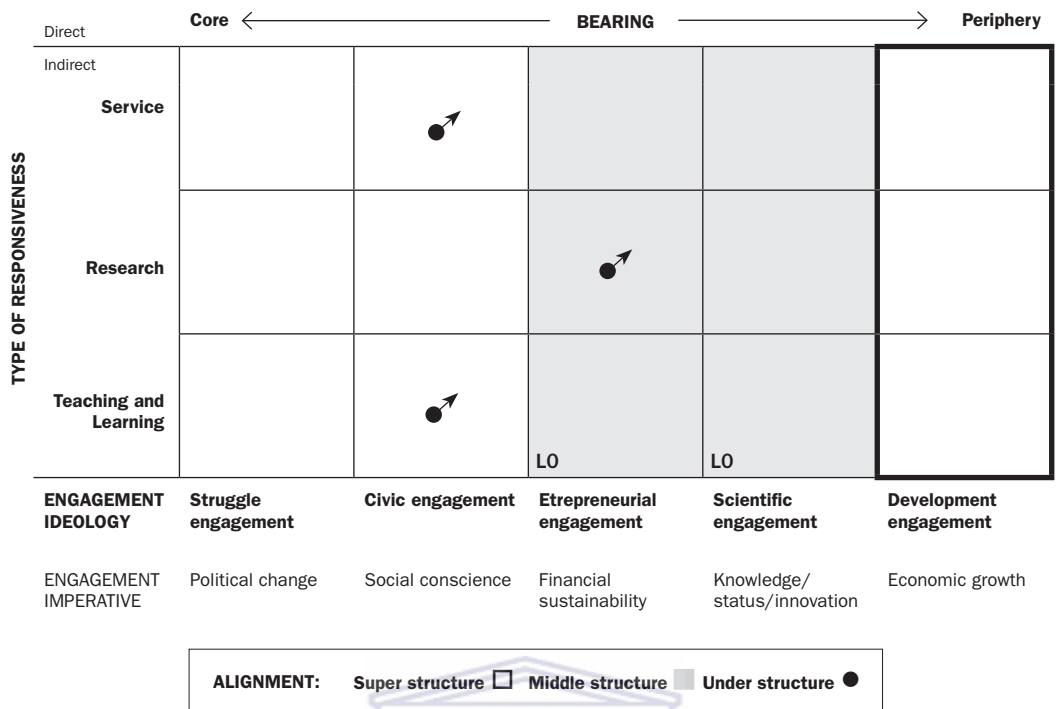 Core BEARING Periphery
Direct
Indirect
Service
TYPE OF RESPONSIVENESS
Research
Teaching and
Learning
LO LO
ENGAGEMENT
IDEOLOGY
Struggle
engagement
Civic engagement
Etrepreneurial
engagement
Scientific
engagement
Development
engagement
ENGAGEMENT
IMPERATIVE
Political change
Social conscience
Financial
sustainability
Knowledge/
status/innovation
Economic growth
ALIGNMENT: Super structure Middle structure Under structure